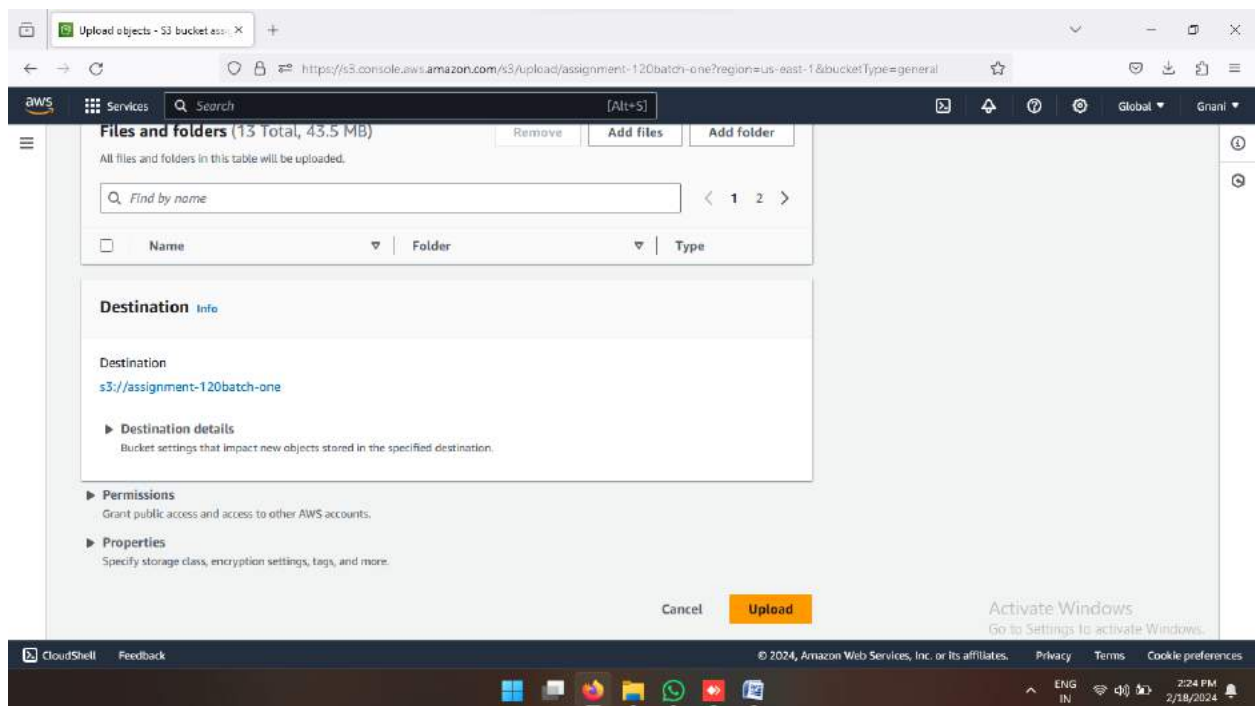 Upload objects - S3 bucket ass
https://s3.console.aws.amazon.com/s3/upload/assignment-120batch-one?region=us-east-1&bucketType=general
aws Services Search [Alt+S] Global Gnani
Files and folders (13 Total, 43.5 MB) Remove Add files Add folder
All files and folders in this table will be uploaded.
Find by name 1 2
Name Folder Type
Destination Info
Destination
s3://assignment-120batch-one
Destination details
Bucket settings that impact new objects stored in the specified destination.
Permissions
Grant public access and access to other AWS accounts.
Properties
Specify storage class, encryption settings, tags, and more.
Cancel Upload
Activate Windows
Go to Settings to activate Windows.
CloudShell Feedback © 2024, Amazon Web Services, Inc. or its affiliates. Privacy Terms Cookie preferences
ENG 2:24 PM
IN 2/18/2024